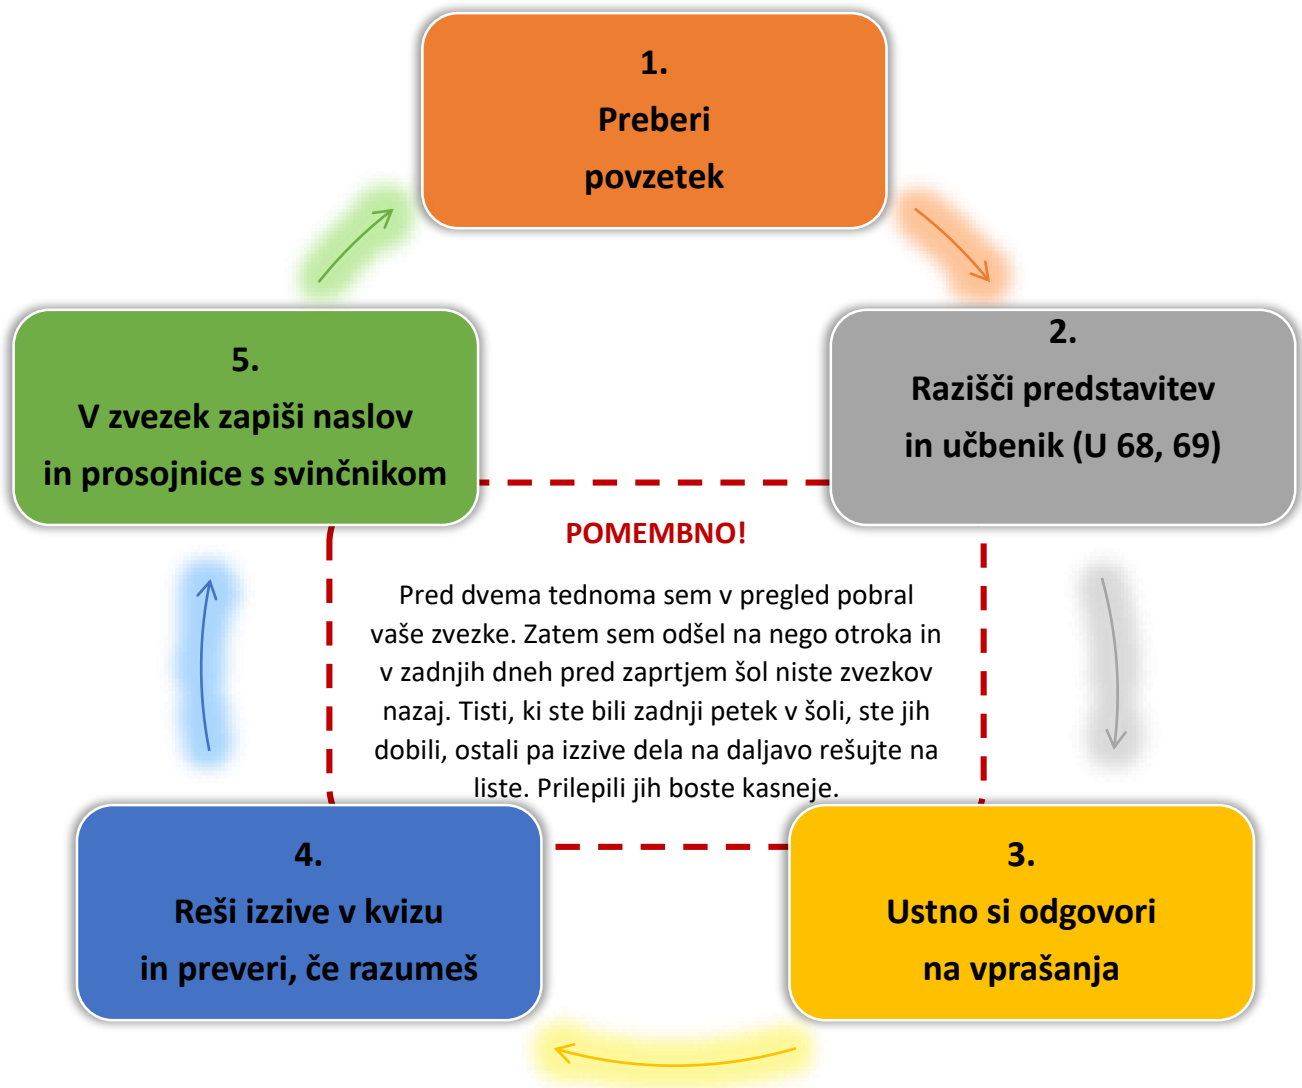 1.
Preberi
povzetek
2.
Razišči predstavitev
in učbenik (U 68, 69)
3.
Ustno si odgovori
na vprašanja
4.
Reši izzive v kvizu
in preveri, če razumeš
5.
V zvezek zapiši naslov
in prosojnice s svinčnikom
POMEMBNO!
Pred dvema tednoma sem v pregled pobral
vaše zvezke. Zatem sem odšel na nego otroka in
v zadnjih dneh pred zaprtjem šol niste zvezkov
nazaj. Tisti, ki ste bili zadnji petek v šoli, ste jih
dobili, ostali pa izzive dela na daljavo rešujte na
liste. Prilepili jih boste kasneje.